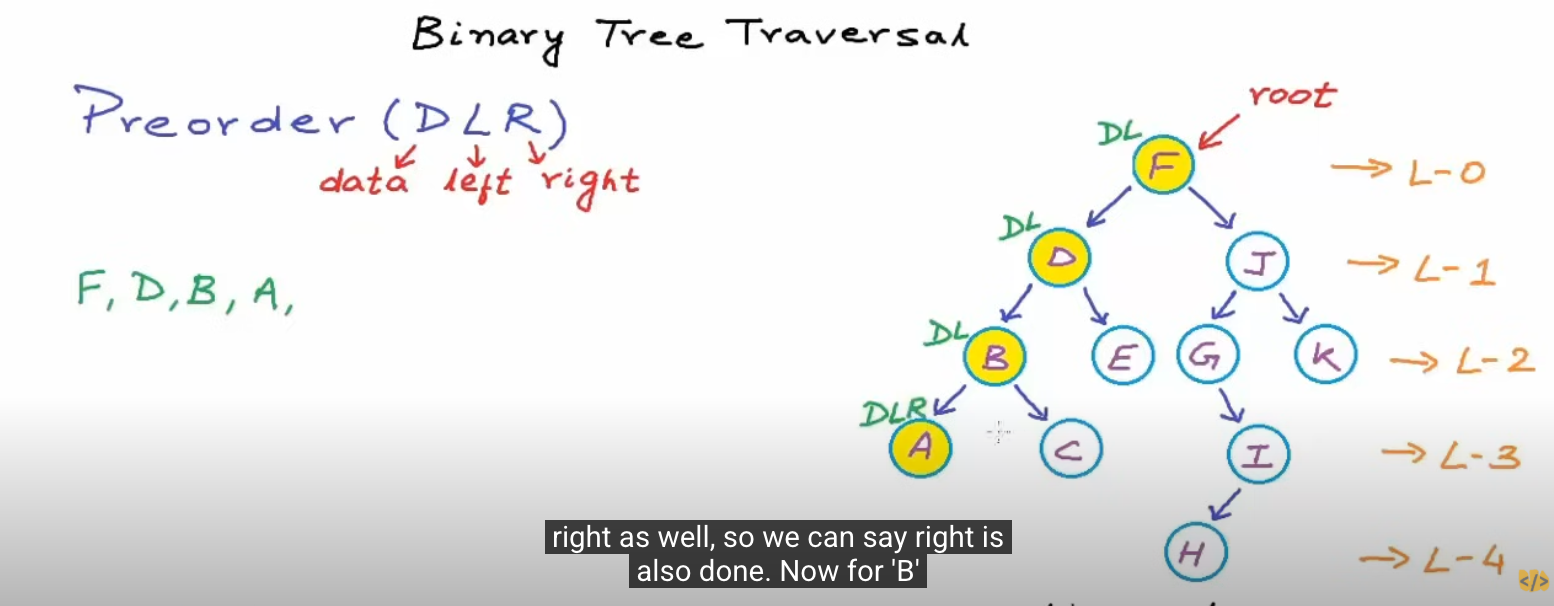 Binary Tree Traversal
Preorder (DLR)
data left right
F, D, B, A,
root
DL
F
→ L-0
DL
D
J
→ L-1
DL
B
E
G
K
→ L-2
DLR
A
C
I
→ L-3
H
→ L-4
right as well, so we can say right is
also done. Now for 'B'
</>